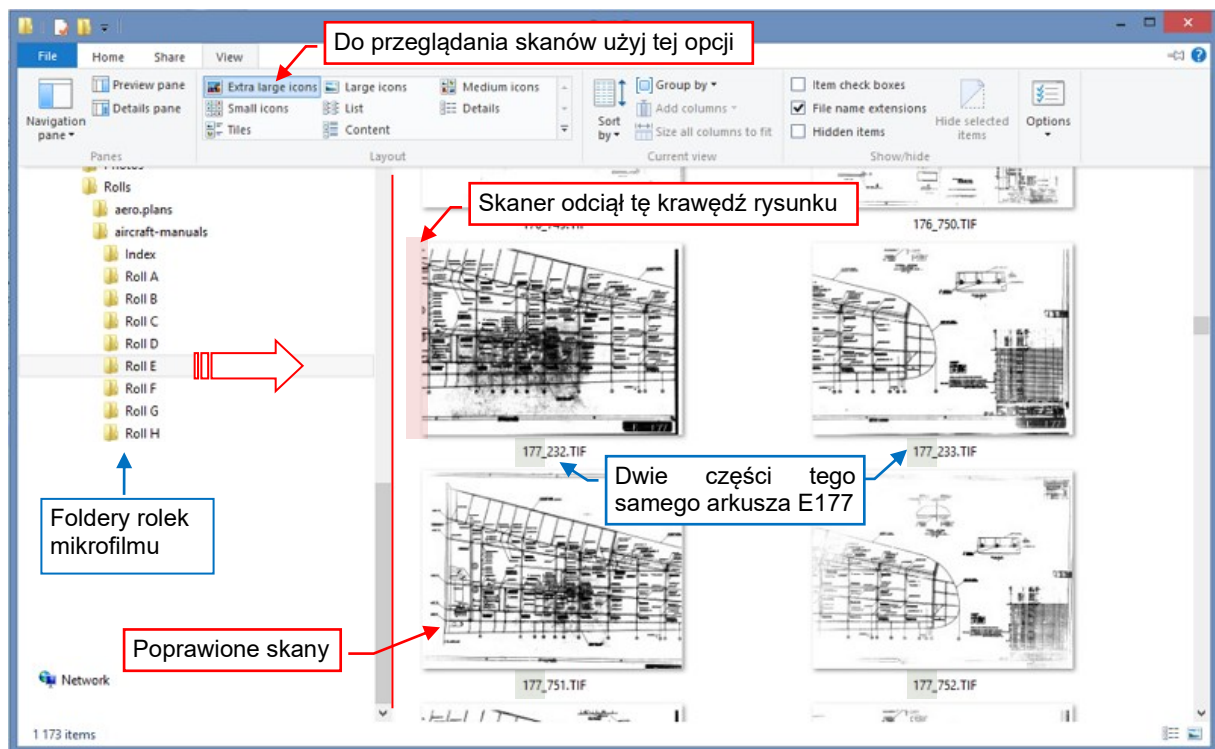 Do przeglądania skanów użyj tej opcji
File Home Share View
Navigation pane
Preview pane
Details pane
Panes
Extra large icons Large icons Medium icons
Small icons List Details
Tiles Content
Layout
Sort by
Group by
Add columns
Size all columns to fit
Current view
Item check boxes
File name extensions
Hidden items
Hide selected items
Show/hide
Options
Photos
Rolls
aero.plans
aircraft-manuals
Index
Roll A
Roll B
Roll C
Roll D
Roll E
Roll F
Roll G
Roll H
Foldery rolek
mikrofilmu
Network
1 173 items
Skaner odciął tę krawędź rysunku
176_750.TIF
177_232.TIF
177_233.TIF
Dwie części tego
samego arkusza E177
Poprawione skany
177_751.TIF
177_752.TIF